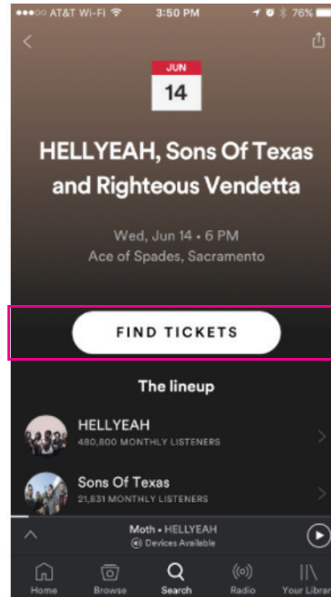 AT&T Wi-Fi 3:50 PM 76%
JUN
14
HELLYEAH, Sons Of Texas
and Righteous Vendetta
Wed, Jun 14 • 6 PM
Ace of Spades, Sacramento
FIND TICKETS
The lineup
HELLYEAH
480,800 MONTHLY LISTENERS
Sons Of Texas
21,831 MONTHLY LISTENERS
Moth • HELLYEAH
Devices Available
Home Browse Search Radio Your Librar